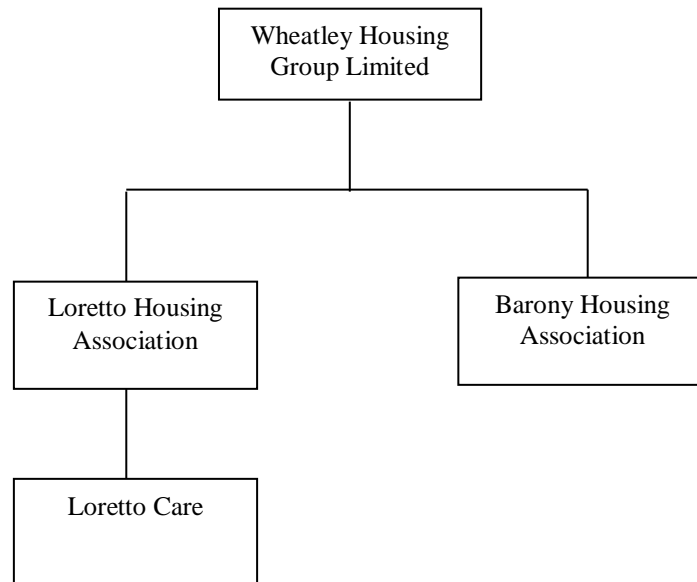 Wheatley Housing
Group Limited
Loretto Housing
Association
Barony Housing
Association
Loretto Care